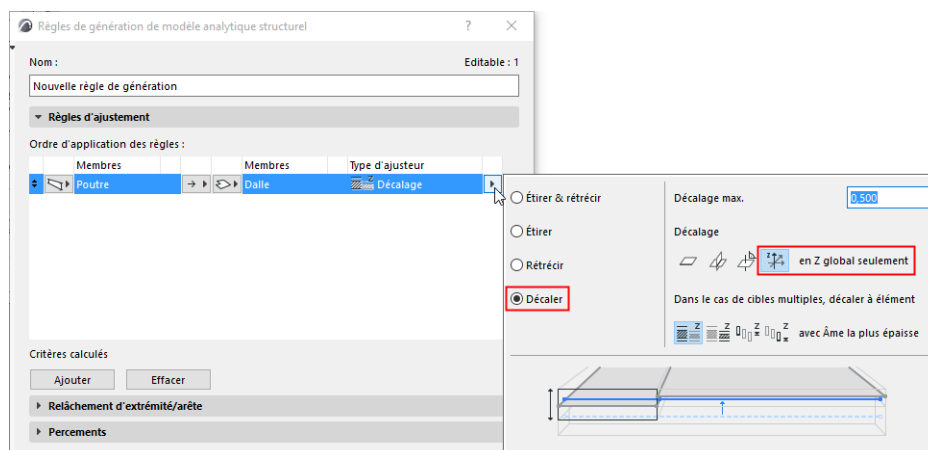 Règles de génération de modèle analytique structurel ?
Nom : Editable : 1
Nouvelle règle de génération
Règles d'ajustement
Ordre d'application des règles :
Membres Membres Type d'ajusteur
Poutre Dalle Décalage
Étirer & rétrécir
Étirer
Rétrécir
Décaler
Décalage max. 0,500
Décalage
en Z global seulement
Dans le cas de cibles multiples, décaler à élément
avec Âme la plus épaisse
Critères calculés
Ajouter Effacer
Relâchement d'extrémité/arête
Percements